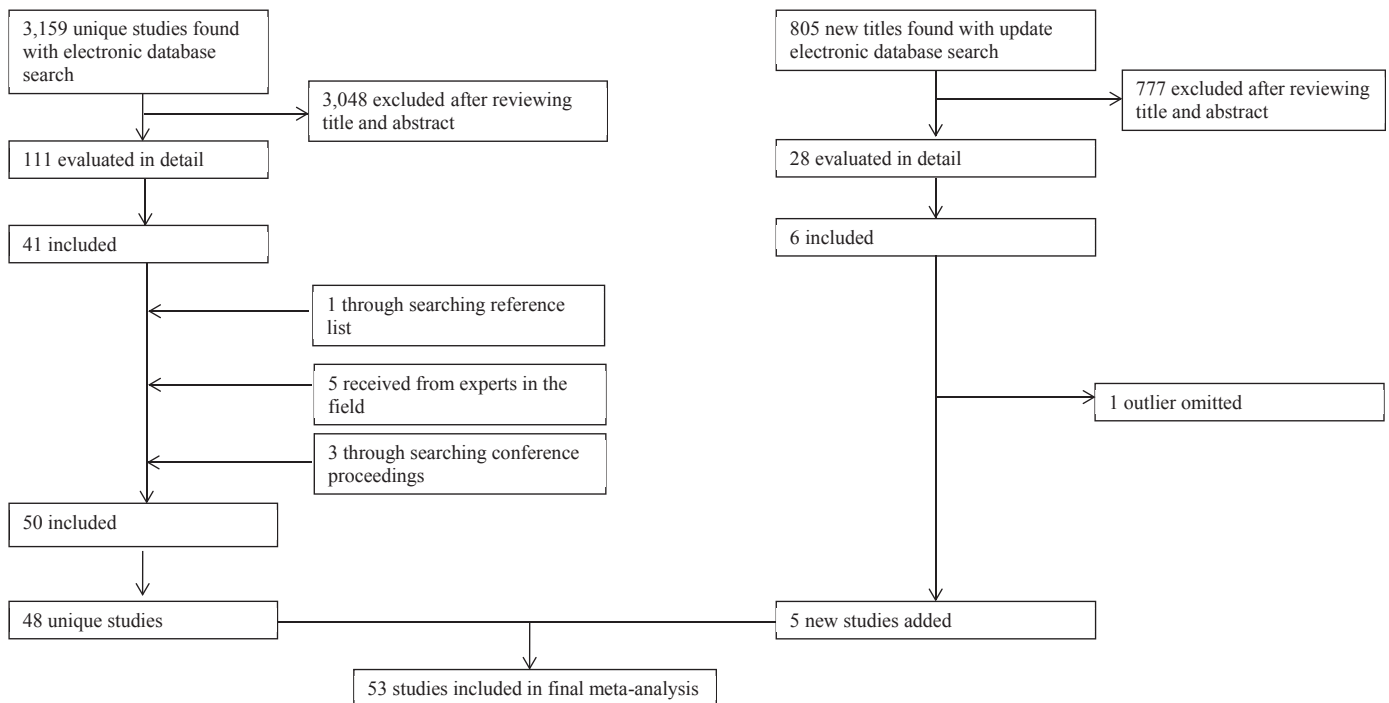 3,159 unique studies found
with electronic database
search
3,048 excluded after reviewing
title and abstract
111 evaluated in detail
41 included
1 through searching reference
list
5 received from experts in the
field
3 through searching conference
proceedings
50 included
48 unique studies
805 new titles found with update
electronic database search
777 excluded after reviewing
title and abstract
28 evaluated in detail
6 included
1 outlier omitted
5 new studies added
53 studies included in final meta-analysis